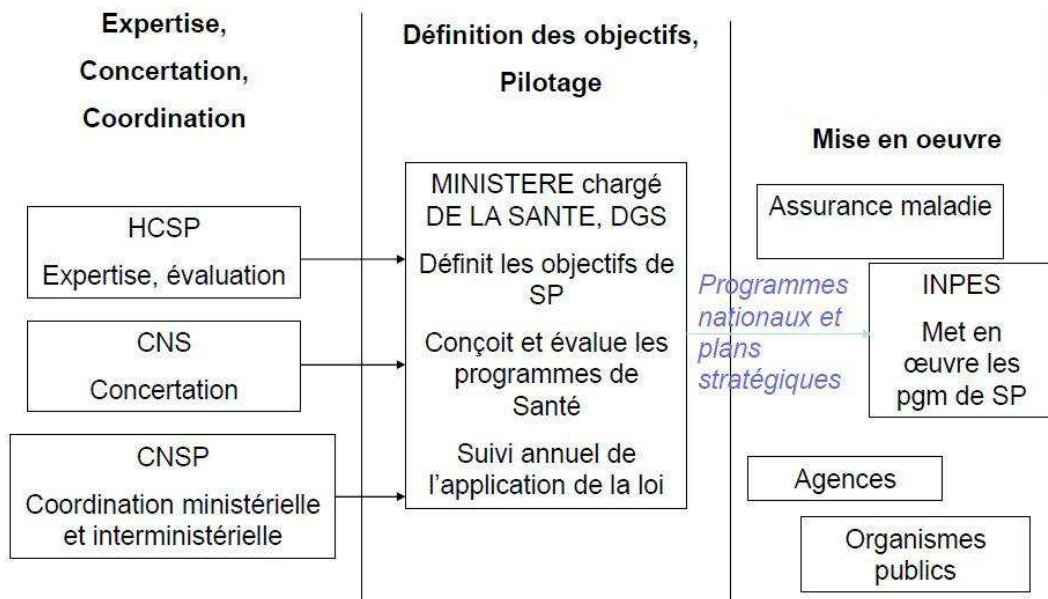 Expertise,
Concertation,
Coordination
HCSP
Expertise, évaluation
CNS
Concertation
CNSP
Coordination ministérielle
et interministérielle
Définition des objectifs,
Pilotage
MINISTERE chargé
DE LA SANTE, DGS
Définit les objectifs de
SP
Conçoit et évalue les
programmes de
Santé
Suivi annuel de
l'application de la loi
Programmes
nationaux et
plans
stratégiques
Mise en oeuvre
Assurance maladie
INPES
Met en
œuvre les
pgm de SP
Agences
Organismes
publics